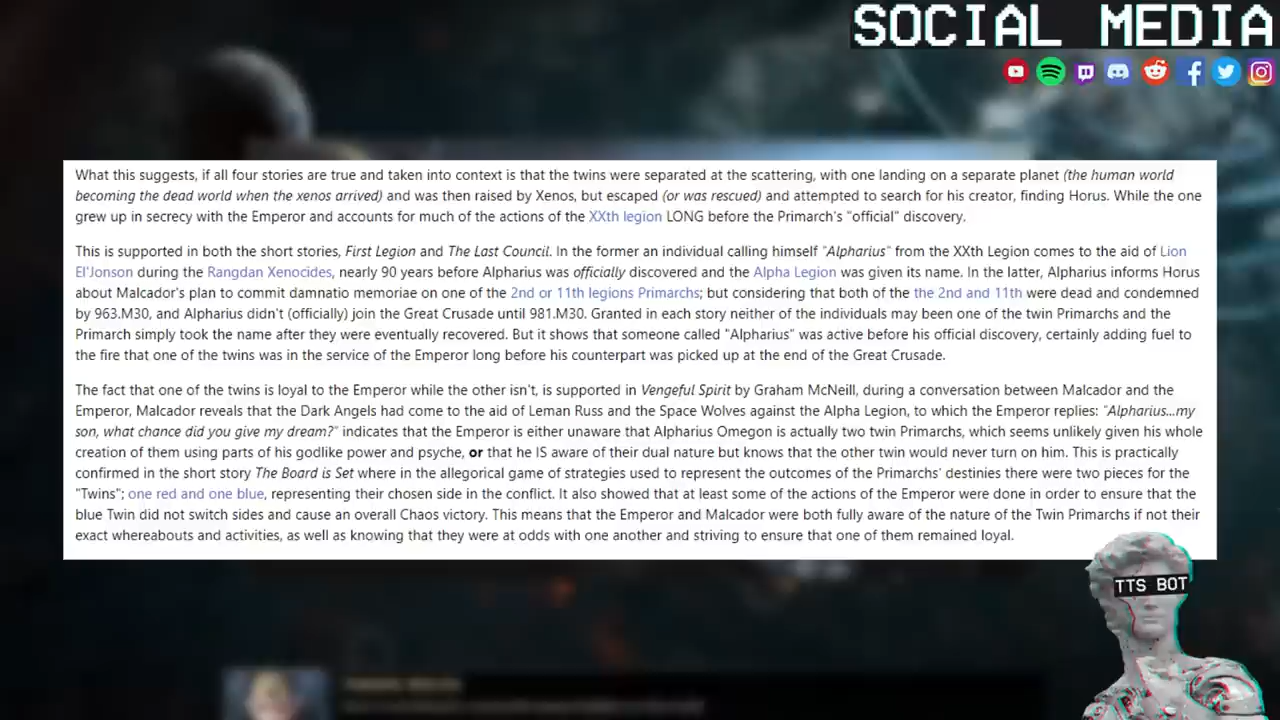 SOCIAL MEDIA
What this suggests, if all four stories are true and taken into context is that the twins were separated at the scattering, with one landing on a separate planet (the human world
becoming the dead world when the xenos arrived) and was then raised by Xenos, but escaped (or was rescued) and attempted to search for his creator, finding Horus. While the one
grew up in secrecy with the Emperor and accounts for much of the actions of the XXth legion LONG before the Primarch's "official" discovery.
This is supported in both the short stories, First Legion and The Last Council. In the former an individual calling himself "Alpharius" from the XXth Legion comes to the aid of Lion
El'Jonson during the Rangdan Xenocides, nearly 90 years before Alpharius was officially discovered and the Alpha Legion was given its name. In the latter, Alpharius informs Horus
about Malcador's plan to commit damnatio memoriae on one of the 2nd or 11th legions Primarchs; but considering that both of the the 2nd and 11th were dead and condemned
by 963.M30, and Alpharius didn't (officially) join the Great Crusade until 981.M30. Granted in each story neither of the individuals may been one of the twin Primarchs and the
Primarch simply took the name after they were eventually recovered. But it shows that someone called "Alpharius" was active before his official discovery, certainly adding fuel to
the fire that one of the twins was in the service of the Emperor long before his counterpart was picked up at the end of the Great Crusade.
The fact that one of the twins is loyal to the Emperor while the other isn't, is supported in Vengeful Spirit by Graham McNeill, during a conversation between Malcador and the
Emperor, Malcador reveals that the Dark Angels had come to the aid of Leman Russ and the Space Wolves against the Alpha Legion, to which the Emperor replies: "Alpharius...my
son, what chance did you give my dream?" indicates that the Emperor is either unaware that Alpharius Omegon is actually two twin Primarchs, which seems unlikely given his whole
creation of them using parts of his godlike power and psyche, or that he IS aware of their dual nature but knows that the other twin would never turn on him. This is practically
confirmed in the short story The Board is Set where in the allegorical game of strategies used to represent the outcomes of the Primarchs' destinies there were two pieces for the
"Twins"; one red and one blue, representing their chosen side in the conflict. It also showed that at least some of the actions of the Emperor were done in order to ensure that the
blue Twin did not switch sides and cause an overall Chaos victory. This means that the Emperor and Malcador were both fully aware of the nature of the Twin Primarchs if not their
exact whereabouts and activities, as well as knowing that they were at odds with one another and striving to ensure that one of them remained loyal.
TTS BOT